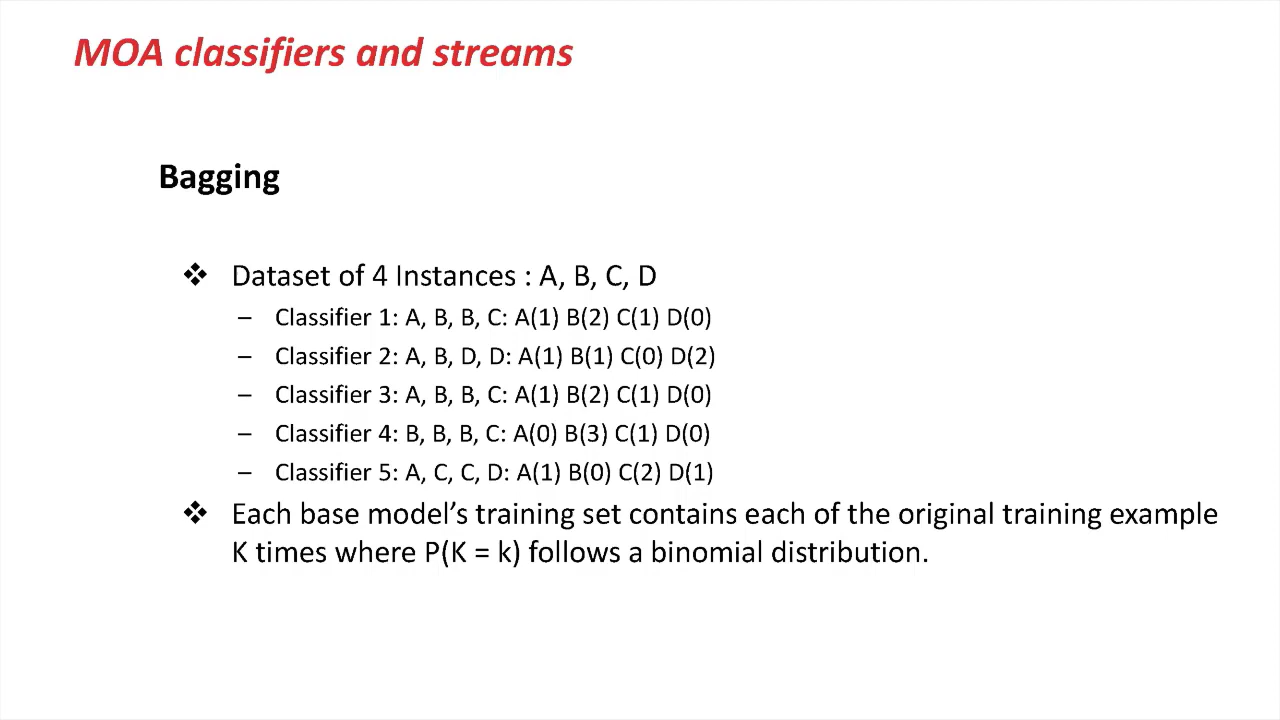 MOA classifiers and streams
Bagging
❖ Dataset of 4 Instances : A, B, C, D
– Classifier 1: A, B, B, C: A(1) B(2) C(1) D(0)
– Classifier 2: A, B, D, D: A(1) B(1) C(0) D(2)
– Classifier 3: A, B, B, C: A(1) B(2) C(1) D(0)
– Classifier 4: B, B, B, C: A(0) B(3) C(1) D(0)
– Classifier 5: A, C, C, D: A(1) B(0) C(2) D(1)
❖ Each base model’s training set contains each of the original training example
K times where P(K = k) follows a binomial distribution.